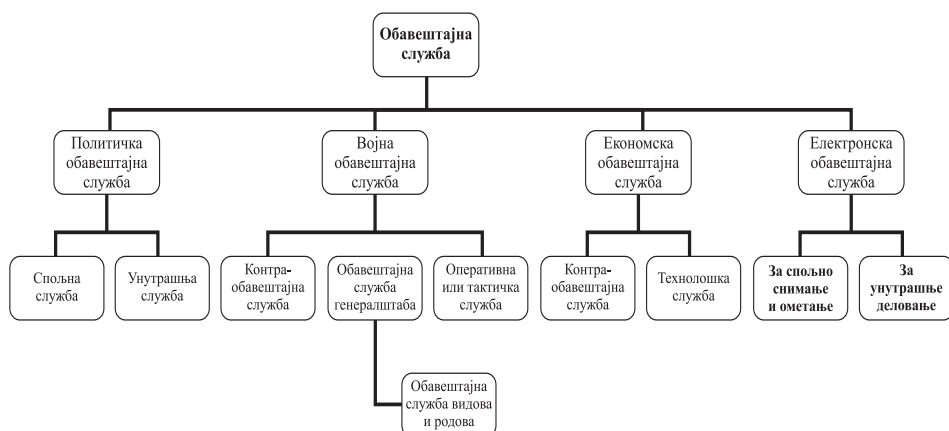 Обавештајна
служба
Политичка
обавештајна
служба
Војна
обавештајна
служба
Економска
обавештајна
служба
Електронска
обавештајна
служба
Спољна
служба
Унутрашња
служба
Контра-
обавештајна
служба
Обавештајна
служба
генералштаба
Оперативна
или тактичка
служба
Контра-
обавештајна
служба
Технолошка
служба
За спољно
снимање
и ометање
За
унутрашње
деловање
Обавештајна
служба видова
и родова